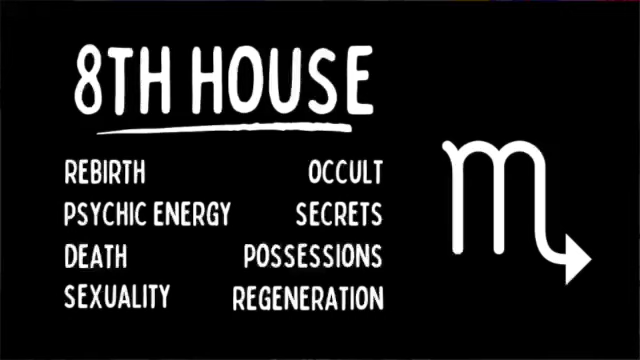 8TH HOUSE
REBIRTH
PSYCHIC ENERGY
DEATH
SEXUALITY
OCCULT
SECRETS
POSSESSIONS
REGENERATION